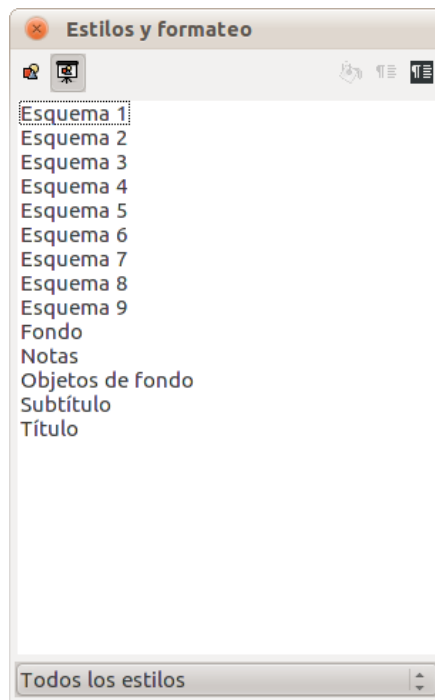 Estilos y formateo
Esquema 1
Esquema 2
Esquema 3
Esquema 4
Esquema 5
Esquema 6
Esquema 7
Esquema 8
Esquema 9
Fondo
Notas
Objetos de fondo
Subtítulo
Título
Todos los estilos